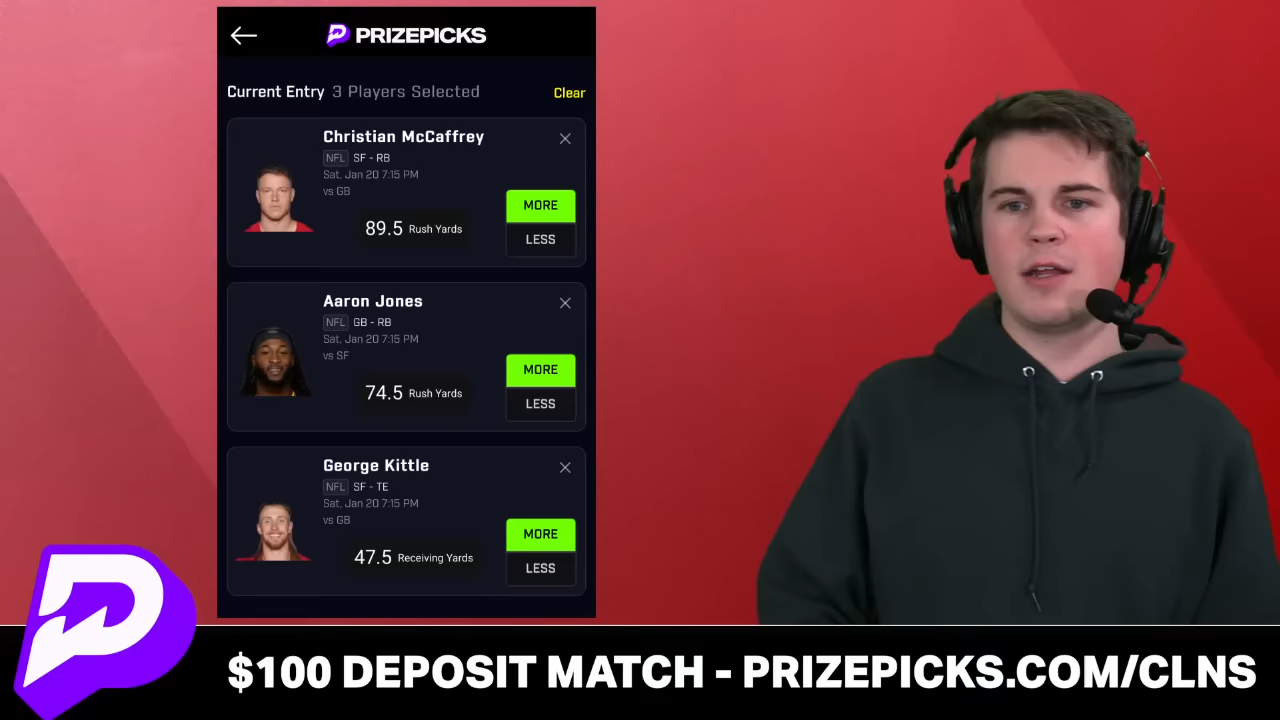 PRIZEPICKS
Current Entry 3 Players Selected Clear
Christian McCaffrey
NFL SF - RB
Sat, Jan 20 7:15 PM
vs GB
89.5 Rush Yards
MORE
LESS
Aaron Jones
NFL GB - RB
Sat, Jan 20 7:15 PM
vs SF
74.5 Rush Yards
MORE
LESS
George Kittle
NFL SF - TE
Sat, Jan 20 7:15 PM
vs GB
47.5 Receiving Yards
MORE
LESS
$100 DEPOSIT MATCH - PRIZEPICKS.COM/CLNS